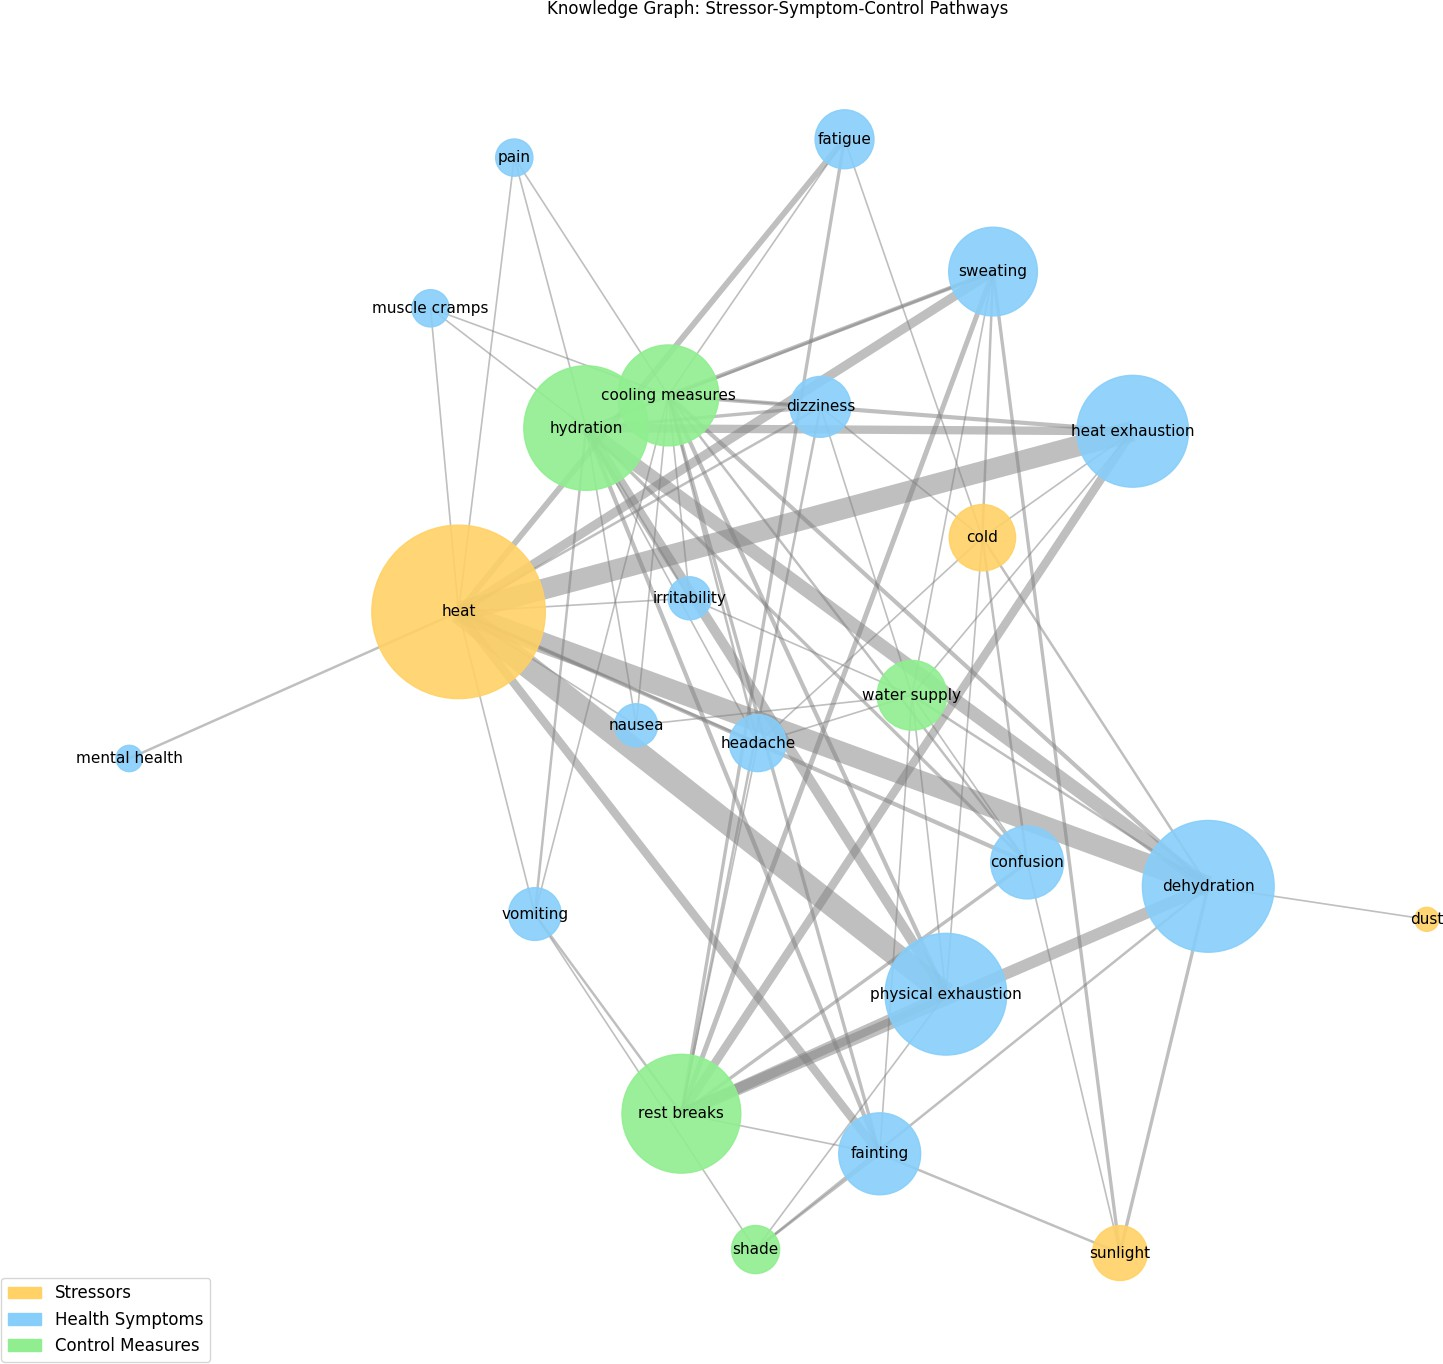 Knowledge Graph: Stressor-Symptom-Control Pathways
fatigue
pain
sweating
muscle cramps
cooling measures
dizziness
hydration
heat exhaustion
cold
irritability
heat
water supply
nausea
headache
mental health
confusion
dehydration
vomiting
dust
physical exhaustion
rest breaks
fainting
shade
sunlight
Stressors
Health Symptoms
Control Measures